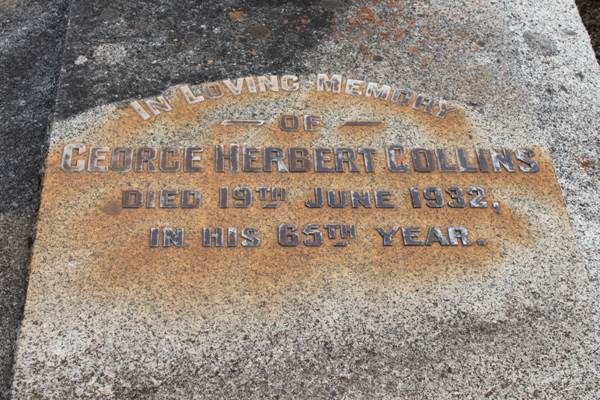 In Loving Memory
OF
George Herbert Collins
Died 19th June 1932,
in his 65th year.